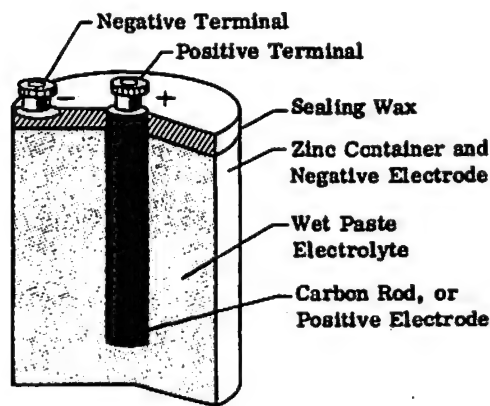 Negative Terminal
Positive Terminal
- +
Sealing Wax
Zinc Container and
Negative Electrode
Wet Paste
Electrolyte
Carbon Rod, or
Positive Electrode